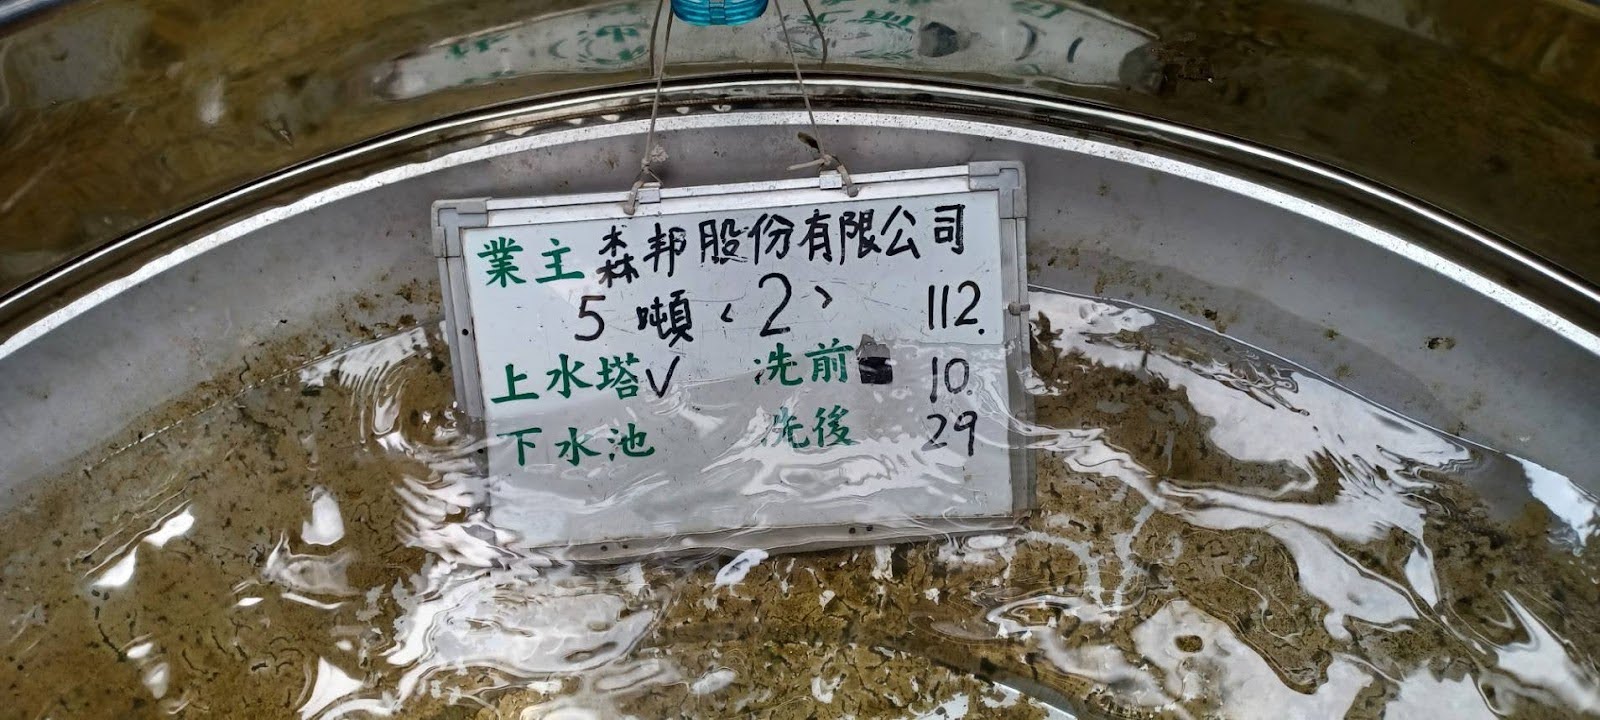 業主 森邦股份有限公司
5 噸 〈2〉 112.
上水塔 V 洗前 10.
下水池 洗後 29